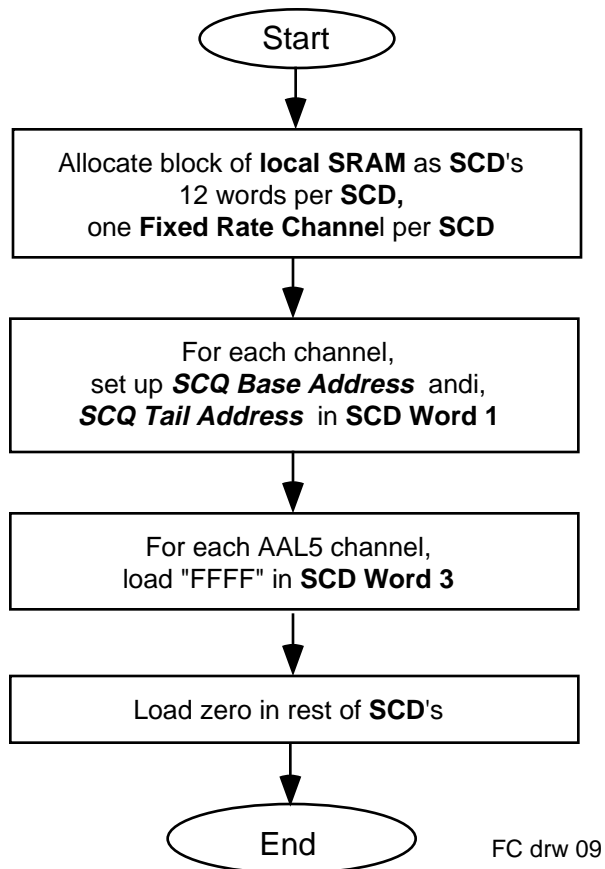 Start
Allocate block of local SRAM as SCD's
12 words per SCD,
one Fixed Rate Channel per SCD
For each channel,
set up SCQ Base Address andi,
SCQ Tail Address in SCD Word 1
For each AAL5 channel,
load "FFFF" in SCD Word 3
Load zero in rest of SCD's
End
FC drw 09